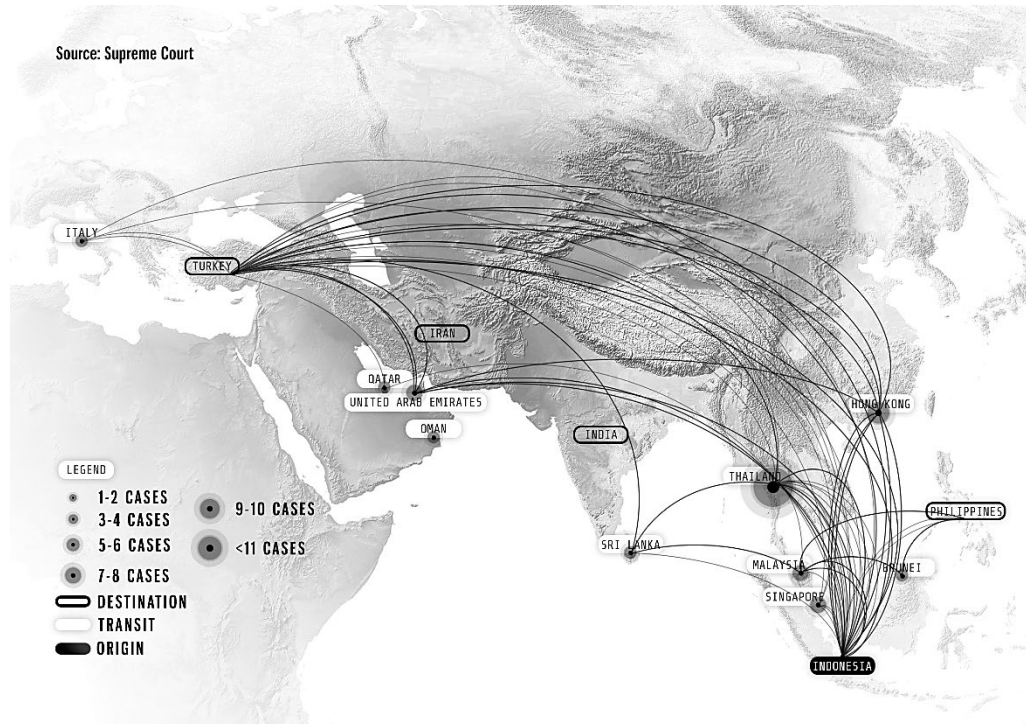 Source: Supreme Court
ITALY
TURKEY
IRAN
QATAR
UNITED ARAB EMIRATES
OMAN
INDIA
HONG KONG
THAILAND
PHILIPPINES
SRI LANKA
MALAYSIA
BRUNEI
SINGAPORE
INDONESIA
LEGEND
1-2 CASES
3-4 CASES
5-6 CASES
7-8 CASES
9-10 CASES
<11 CASES
DESTINATION
TRANSIT
ORIGIN